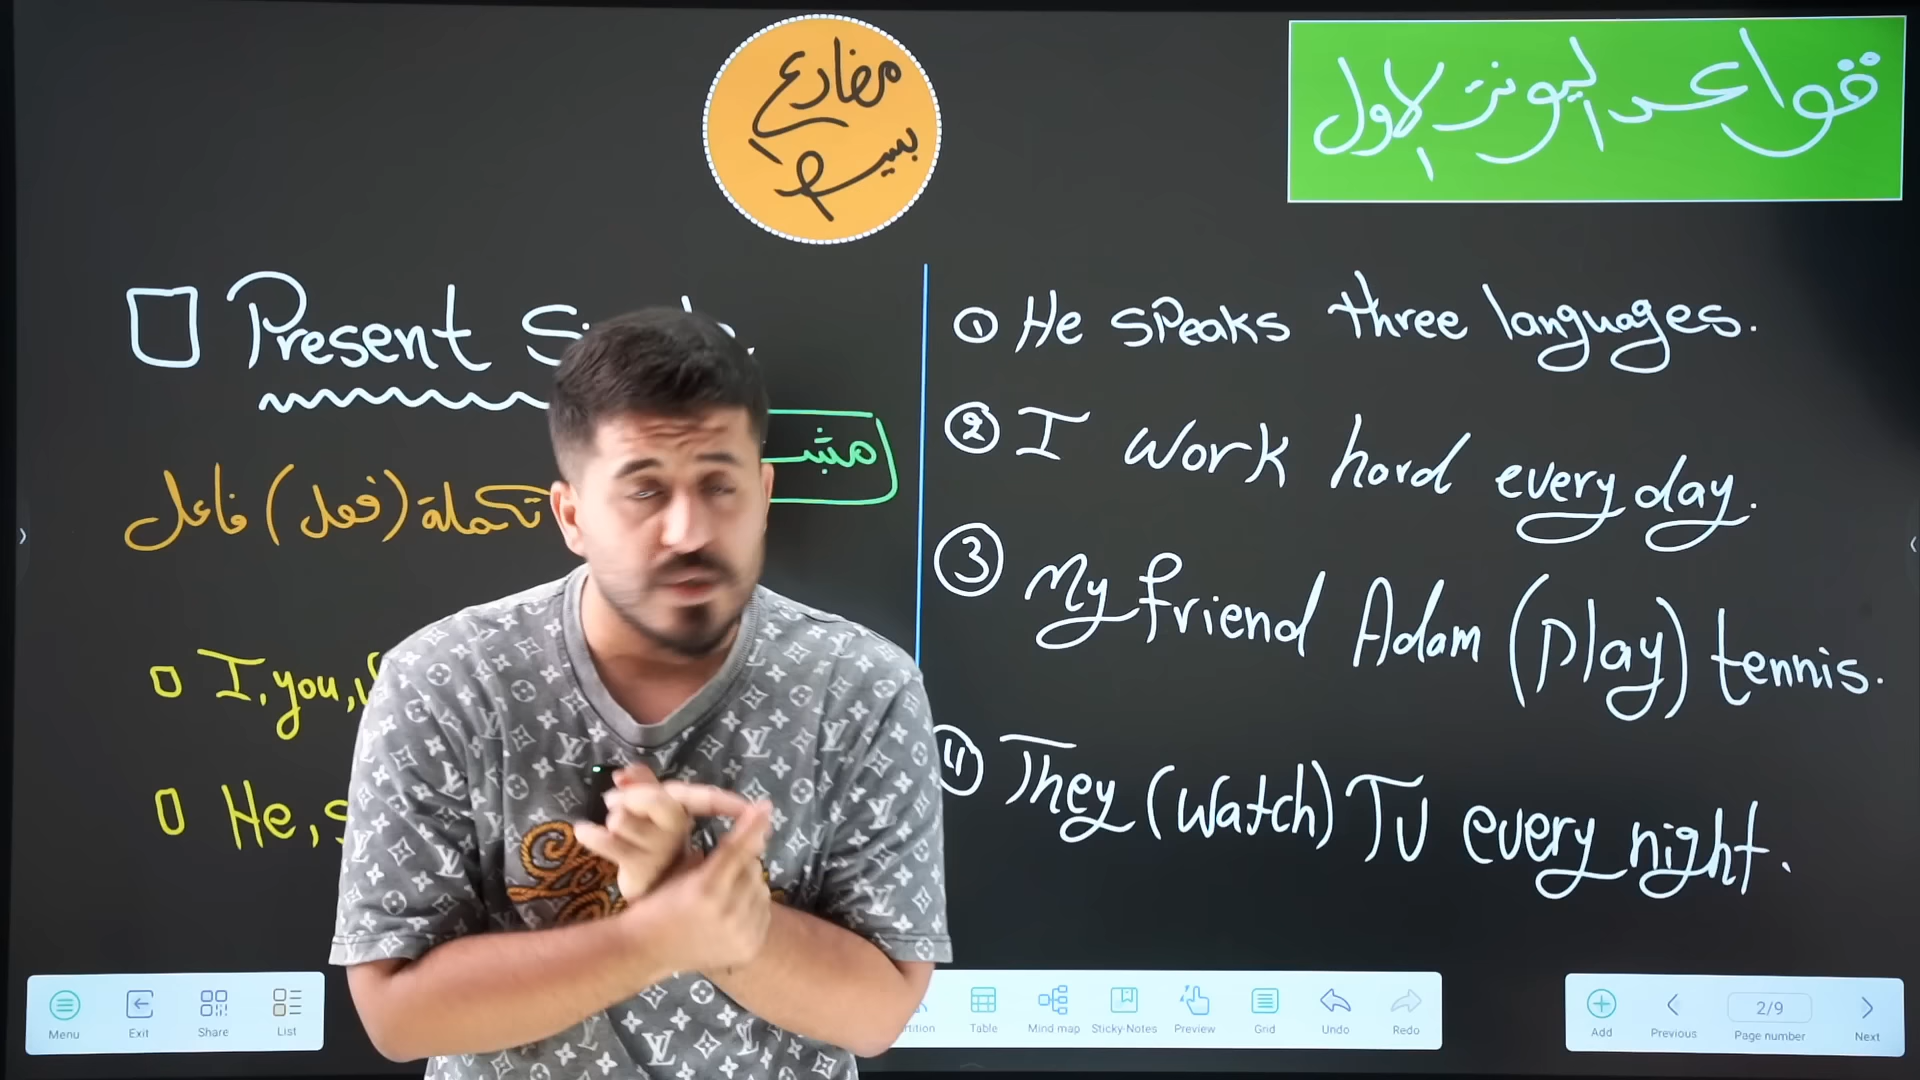 مضارع
بسيط
قواعد اليونت الاول
Present
مثبت
فاعل (فعل) تكملة
I, you,
He, s
① He speaks three languages.
② I work hard every day.
③ My friend Adam (play) tennis.
④ They (watch) TV every night.
Menu
Exit
Share
List
Table
Mind map
Sticky Notes
Preview
Grid
Undo
Redo
Add
Previous
2/9
Page number
Next